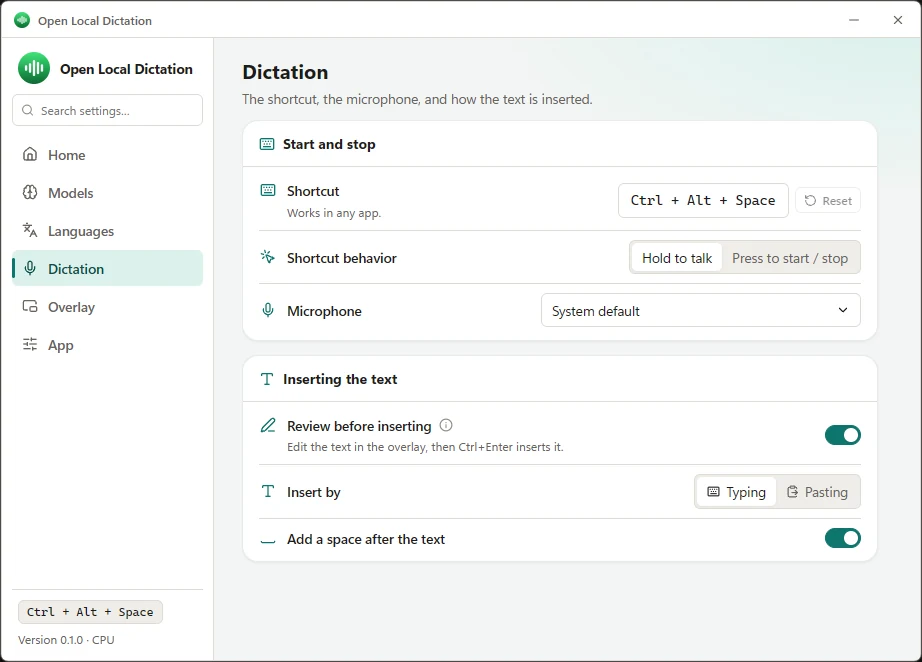 Open Local Dictation
Open Local Dictation
Search settings...
Home
Models
Languages
Dictation
Overlay
App
Ctrl + Alt + Space
Version 0.1.0 · CPU
Dictation
The shortcut, the microphone, and how the text is inserted.
Start and stop
Shortcut
Works in any app.
Ctrl + Alt + Space
Reset
Shortcut behavior
Hold to talk
Press to start / stop
Microphone
System default
Inserting the text
Review before inserting
Edit the text in the overlay, then Ctrl+Enter inserts it.
Insert by
Typing
Pasting
Add a space after the text